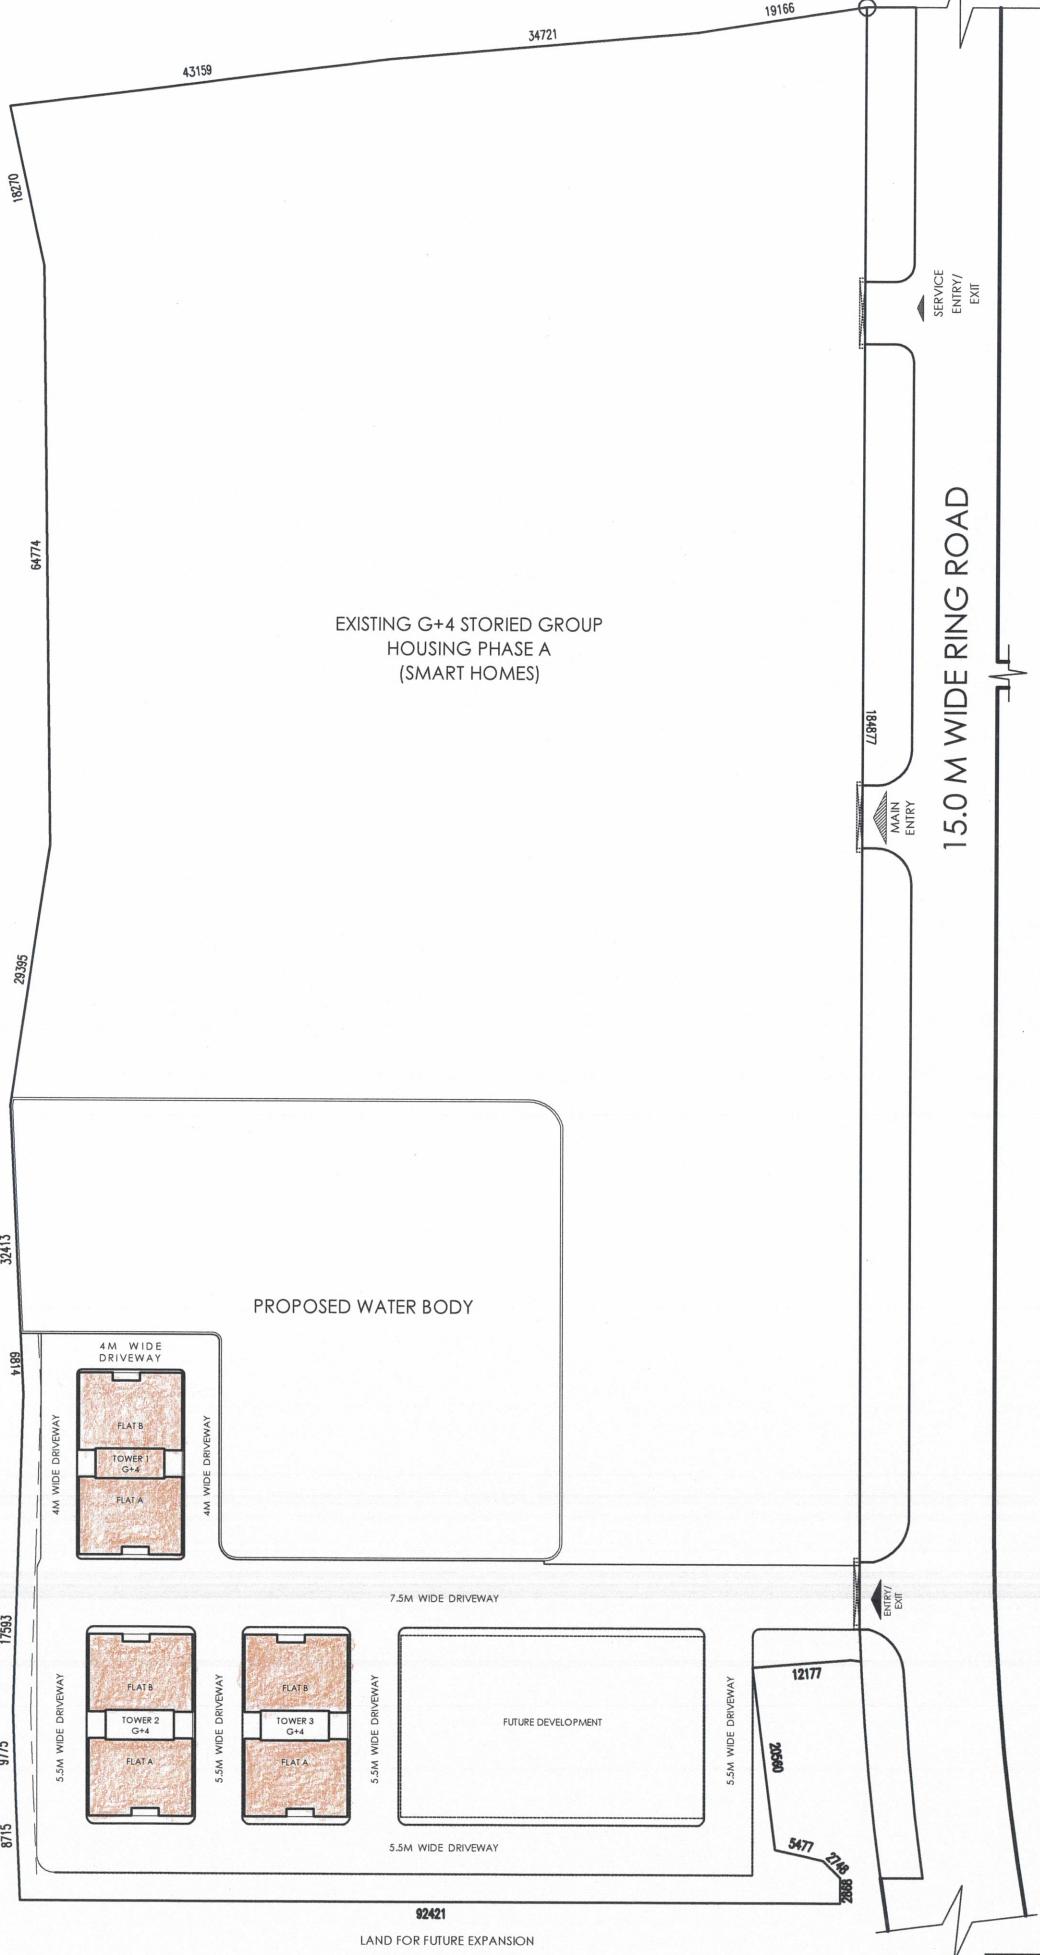 19166
34721
43159
18270
SERVICE
ENTRY/
EXIT
15.0 M WIDE RING ROAD
64774
EXISTING G+4 STORIED GROUP
HOUSING PHASE A
(SMART HOMES)
184877
MAIN
ENTRY
29395
32413
PROPOSED WATER BODY
6814
4M WIDE
DRIVEWAY
4M WIDE DRIVEWAY
FLAT B
TOWER 1
G+4
FLAT A
4M WIDE DRIVEWAY
7.5M WIDE DRIVEWAY
ENTRY/
EXIT
17593
12177
5.5M WIDE DRIVEWAY
FLAT B
TOWER 2
G+4
FLAT A
5.5M WIDE DRIVEWAY
FLAT B
TOWER 3
G+4
FLAT A
5.5M WIDE DRIVEWAY
FUTURE DEVELOPMENT
5.5M WIDE DRIVEWAY
20560
9775
8715
5.5M WIDE DRIVEWAY
5477
2748
2868
92421
LAND FOR FUTURE EXPANSION